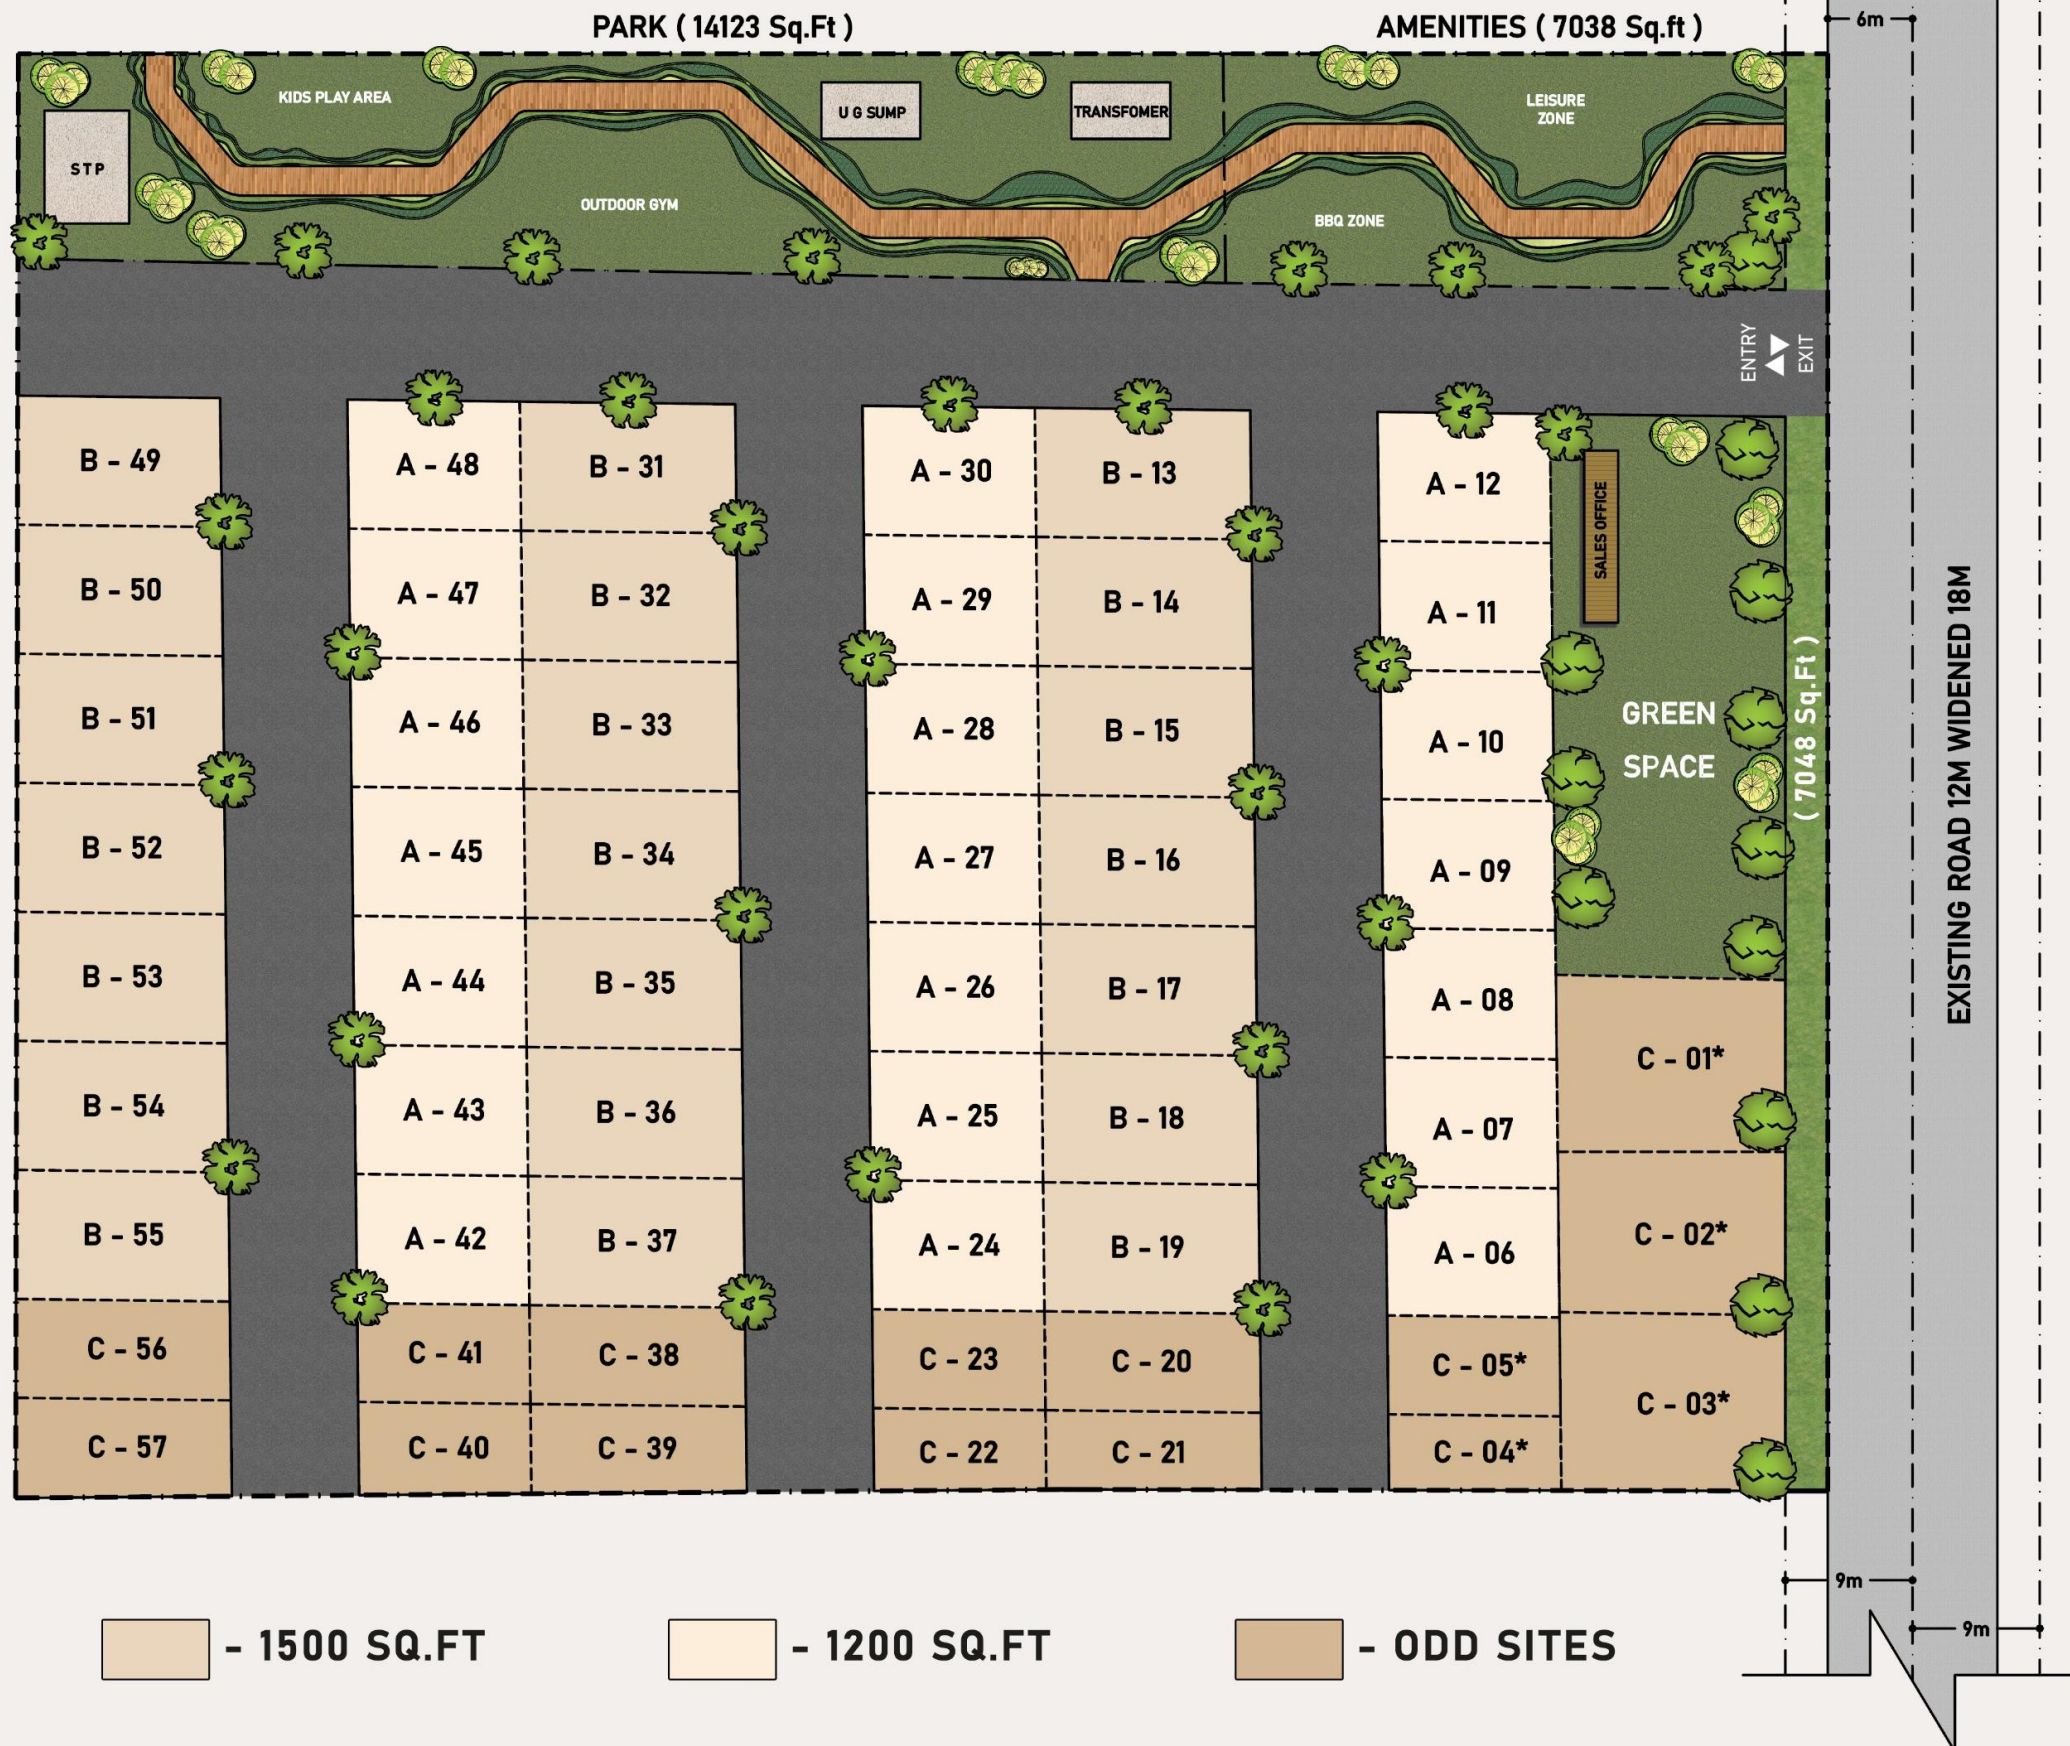 PARK ( 14123 Sq.Ft )
AMENITIES ( 7038 Sq.ft )
6m
KIDS PLAY AREA
U G SUMP
TRANSFOMER
LEISURE
ZONE
STP
OUTDOOR GYM
BBQ ZONE
ENTRY
EXIT
B - 49
B - 50
B - 51
B - 52
B - 53
B - 54
B - 55
C - 56
C - 57
A - 48
A - 47
A - 46
A - 45
A - 44
A - 43
A - 42
C - 41
C - 40
B - 31
B - 32
B - 33
B - 34
B - 35
B - 36
B - 37
C - 38
C - 39
A - 30
A - 29
A - 28
A - 27
A - 26
A - 25
A - 24
C - 23
C - 22
B - 13
B - 14
B - 15
B - 16
B - 17
B - 18
B - 19
C - 20
C - 21
A - 12
A - 11
A - 10
A - 09
A - 08
A - 07
A - 06
C - 05*
C - 04*
SALES OFFICE
GREEN
SPACE
( 7048 Sq.Ft )
C - 01*
C - 02*
C - 03*
EXISTING ROAD 12M WIDENED 18M
9m
9m
- 1500 SQ.FT
- 1200 SQ.FT
- ODD SITES